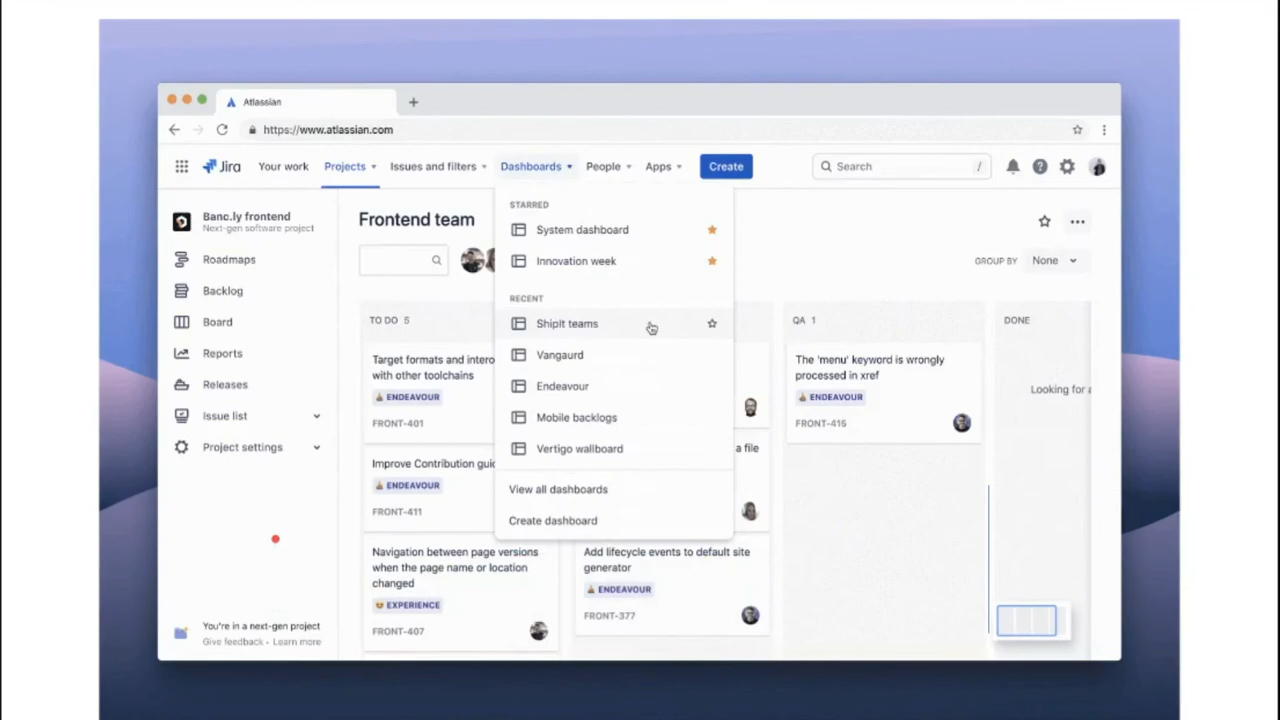 Atlassian
https://www.atlassian.com
Jira Your work Projects Issues and filters Dashboards People Apps Create Search /
Banc.ly frontend
Next-gen software project
Roadmaps
Backlog
Board
Reports
Releases
Issue list
Project settings
You're in a next-gen project
Give feedback • Learn more
Frontend team
GROUP BY None
STARRED
System dashboard
Innovation week
RECENT
ShipIt teams
Vangaurd
Endeavour
Mobile backlogs
Vertigo wallboard
View all dashboards
Create dashboard
TO DO 5
Target formats and intero
with other toolchains
ENDEAVOUR
FRONT-401
Improve Contribution guid
ENDEAVOUR
FRONT-411
Navigation between page versions
when the page name or location
changed
EXPERIENCE
FRONT-407
a file
Add lifecycle events to default site
generator
ENDEAVOUR
FRONT-377
QA 1
The 'menu' keyword is wrongly
processed in xref
ENDEAVOUR
FRONT-415
DONE
Looking for a